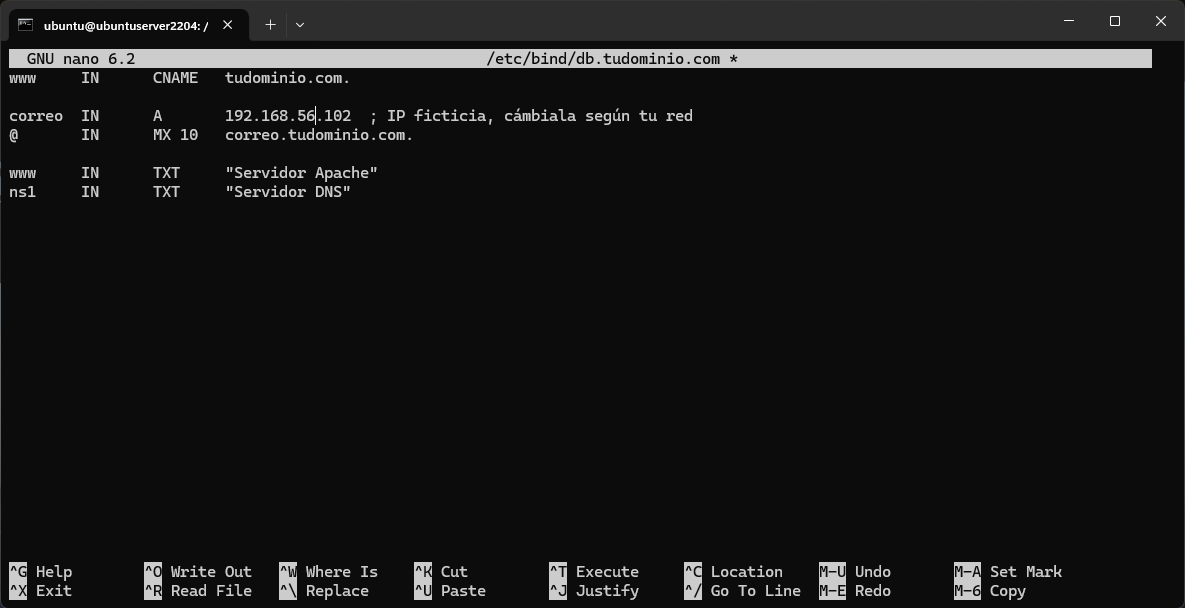 ubuntu@ubuntuserver2204: /
GNU nano 6.2 /etc/bind/db.tudominio.com *
www IN CNAME tudominio.com.
correo IN A 192.168.56.102 ; IP ficticia, cámbiala según tu red
@ IN MX 10 correo.tudominio.com.
www IN TXT "Servidor Apache"
ns1 IN TXT "Servidor DNS"
^G Help ^O Write Out ^W Where Is ^K Cut ^T Execute ^C Location M-U Undo M-A Set Mark
^X Exit ^R Read File ^\ Replace ^U Paste ^J Justify ^/ Go To Line M-E Redo M-6 Copy